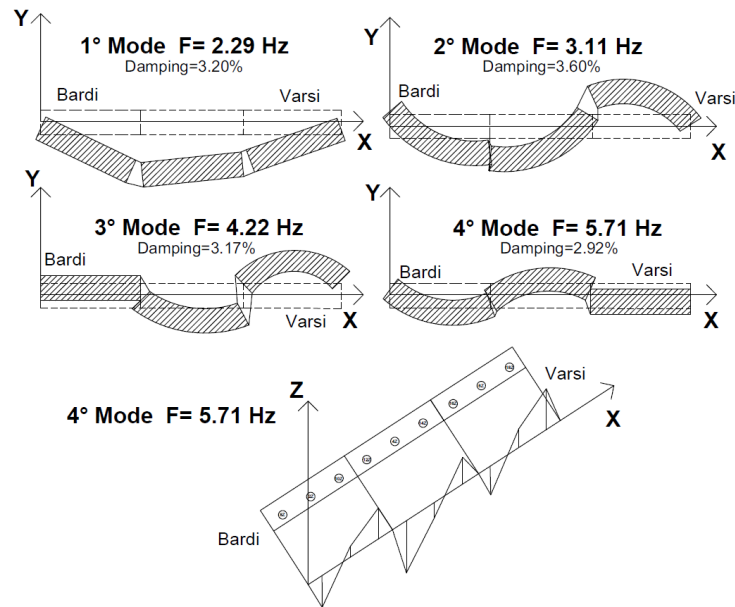 Y
1° Mode F= 2.29 Hz
Damping=3.20%
Bardi
Varsi
X
Y
2° Mode F= 3.11 Hz
Damping=3.60%
Bardi
Varsi
X
Y
3° Mode F= 4.22 Hz
Damping=3.17%
Bardi
Varsi
X
Y
4° Mode F= 5.71 Hz
Damping=2.92%
Bardi
Varsi
X
4° Mode F= 5.71 Hz
Z
Varsi
X
Bardi